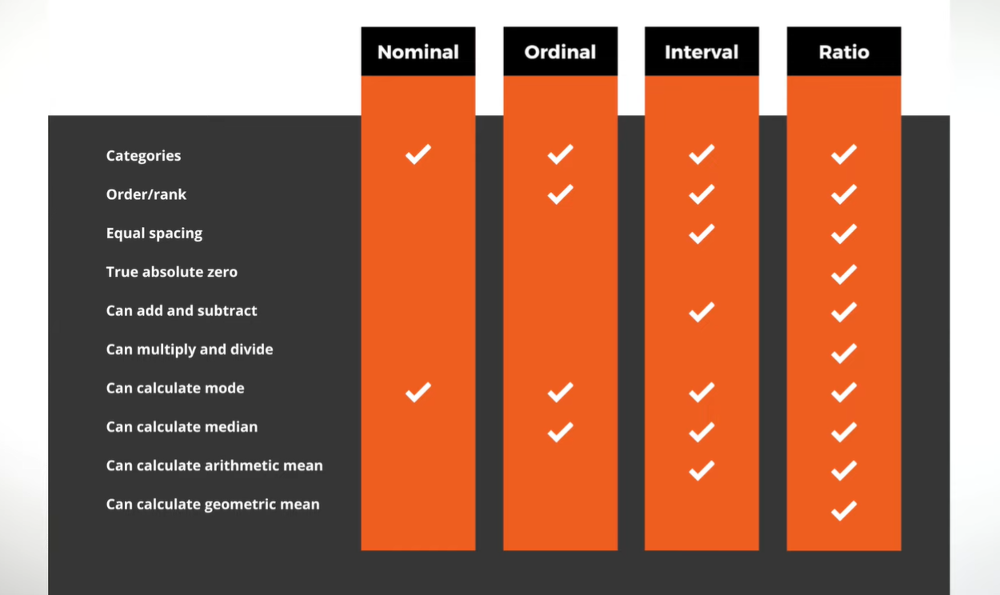 Nominal Ordinal Interval Ratio
Categories
Order/rank
Equal spacing
True absolute zero
Can add and subtract
Can multiply and divide
Can calculate mode
Can calculate median
Can calculate arithmetic mean
Can calculate geometric mean